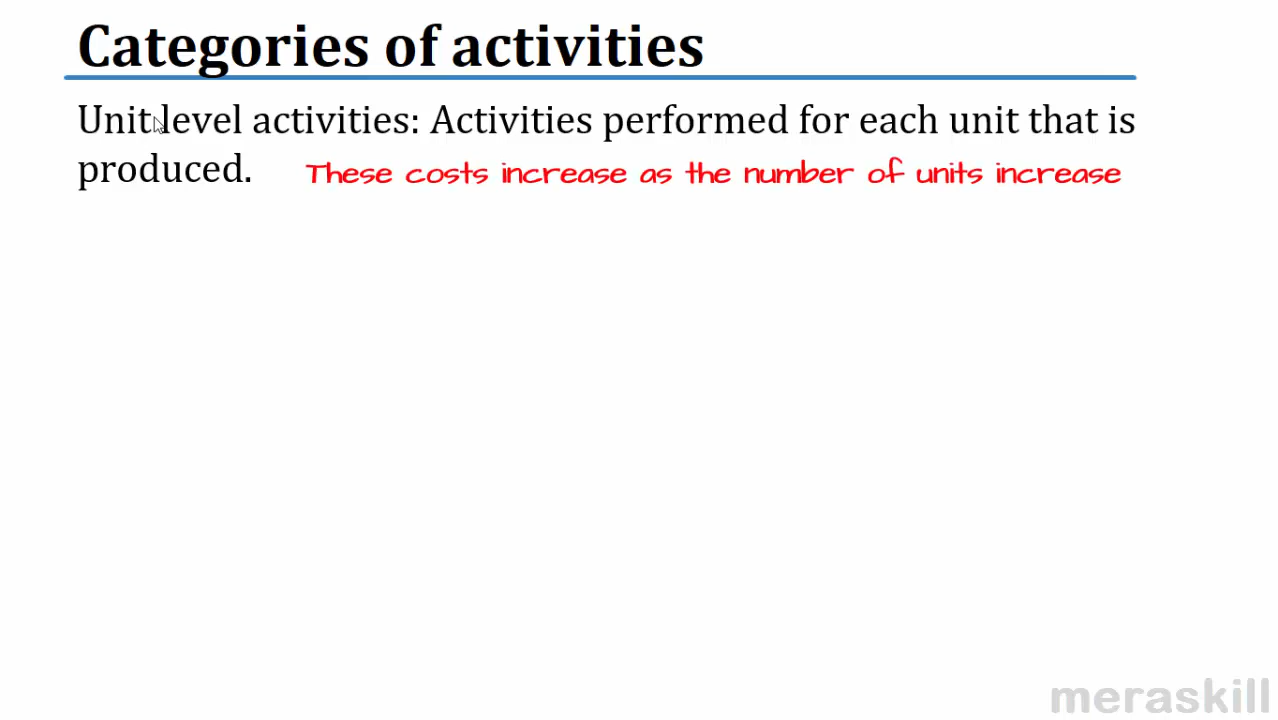 Categories of activities
Unit level activities: Activities performed for each unit that is
produced. These costs increase as the number of units increase
meraskill